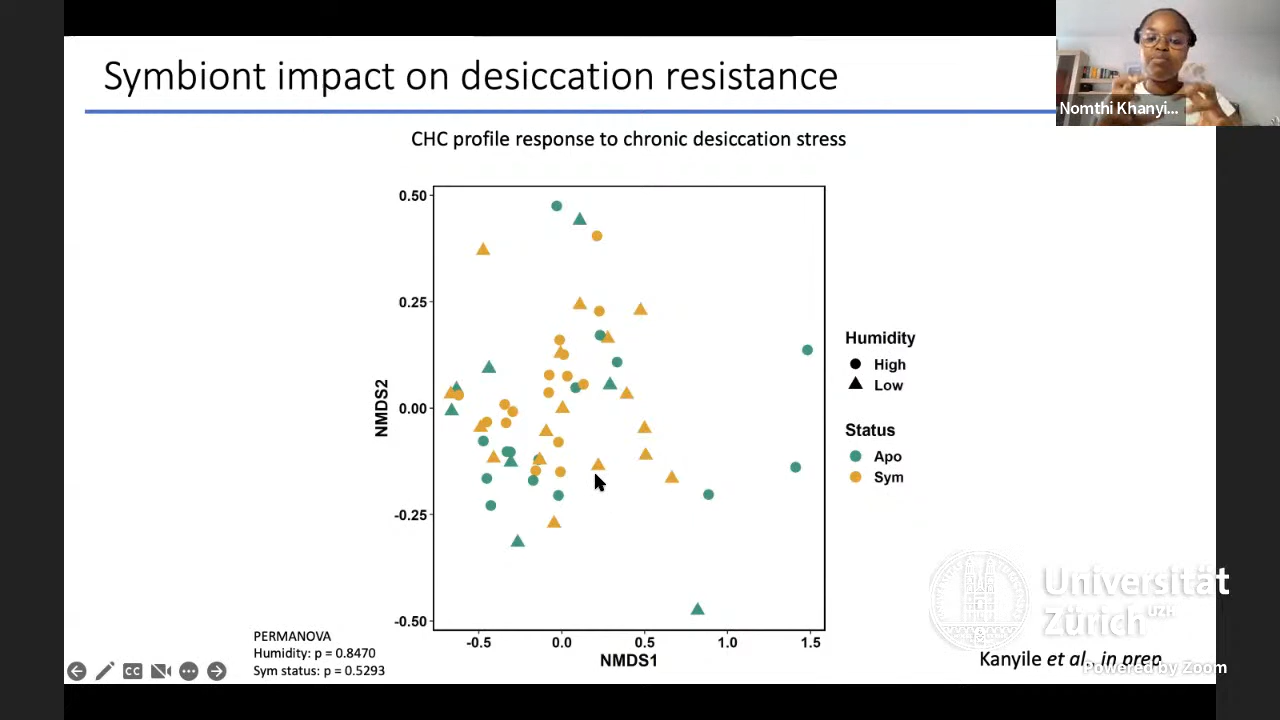 Symbiont impact on desiccation resistance
Nomthi Khanyi...
CHC profile response to chronic desiccation stress
0.50
0.25
0.00
-0.25
-0.50
NMDS2
-0.5
0.0
0.5
1.0
1.5
NMDS1
Humidity
High
Low
Status
Apo
Sym
PERMANOVA
Humidity: p = 0.8470
Sym status: p = 0.5293
CC
Universität
Zürich UZH
Kanyile et al., in prep
Powered by Zoom